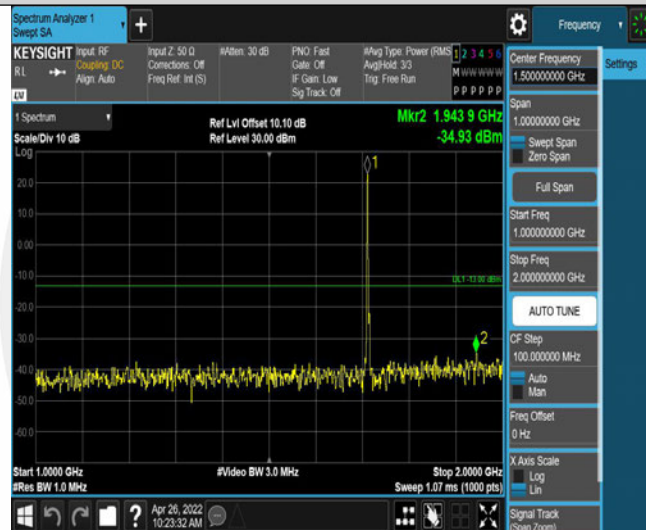 Spectrum Analyzer 1
Swept SA
Frequency
KEYSIGHT
Input: RF
Coupling: DC
Align: Auto
Input Z: 50 Ω
Corrections: Off
Freq Ref: Int (S)
#Atten: 30 dB
PNO: Fast
Gate: Off
IF Gain: Low
Sig Track: Off
#Avg Type: Power (RMS
Avg|Hold: 3/3
Trig: Free Run
1 2 3 4 5 6
M W W W W W
P P P P P P
RL
LXI
1 Spectrum
Scale/Div 10 dB
Log
Ref Lvl Offset 10.10 dB
Ref Level 30.00 dBm
Mkr2 1.943 9 GHz
-34.93 dBm
1
20.0
10.0
0.00
-10.0
DL1 -13.00 dBm
-20.0
-30.0
2
-40.0
-50.0
-60.0
Start 1.0000 GHz
#Res BW 1.0 MHz
#Video BW 3.0 MHz
Stop 2.0000 GHz
Sweep 1.07 ms (1000 pts)
Apr 26, 2022
10:23:32 AM
Center Frequency
1.500000000 GHz
Span
1.00000000 GHz
Swept Span
Zero Span
Full Span
Start Freq
1.000000000 GHz
Stop Freq
2.000000000 GHz
AUTO TUNE
CF Step
100.000000 MHz
Auto
Man
Freq Offset
0 Hz
X Axis Scale
Log
Lin
Signal Track
(Span Zoom)
Settings